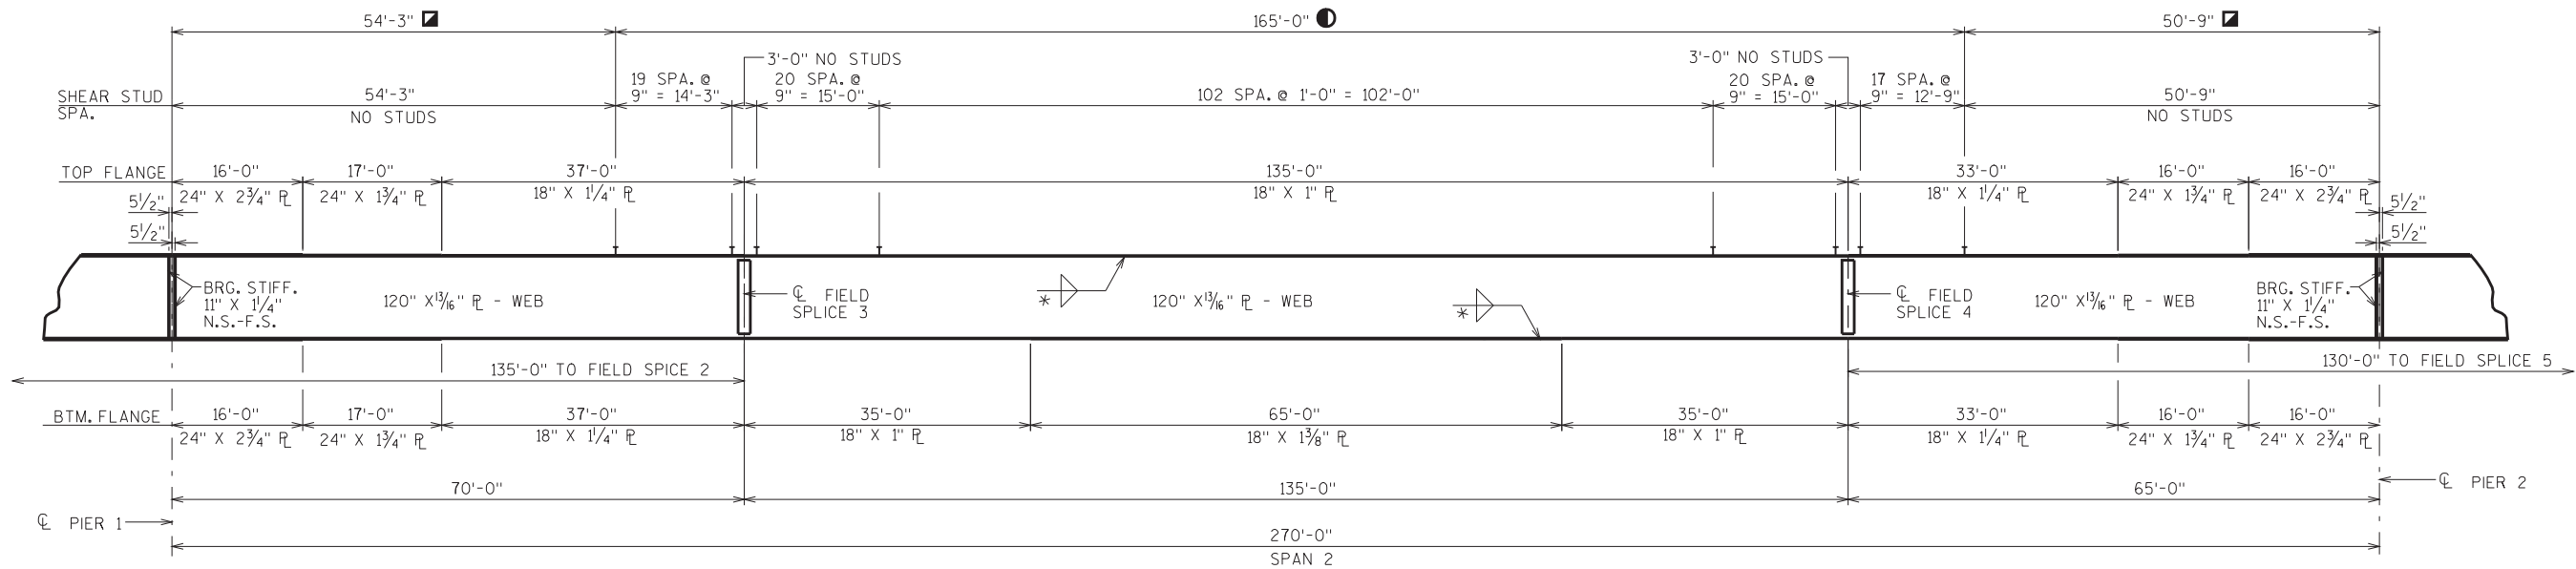 54'-3"
165'-0"
50'-9"
3'-0" NO STUDS
3'-0" NO STUDS
19 SPA. @
9" = 14'-3"
20 SPA. @
9" = 15'-0"
20 SPA. @
9" = 15'-0"
17 SPA. @
9" = 12'-9"
SHEAR STUD
SPA.
54'-3"
NO STUDS
102 SPA. @ 1'-0" = 102'-0"
50'-9"
NO STUDS
TOP FLANGE
16'-0"
24" X 2¾" ℄
17'-0"
24" X 1¾" PL
37'-0"
18" X 1¼" PL
135'-0"
18" X 1" PL
33'-0"
18" X 1¼" PL
16'-0"
24" X 1¾" PL
16'-0"
24" X 2¾" PL
5½"
5½"
5½"
5½"
BRG. STIFF.
11" X 1¼"
N.S.-F.S.
120" X 13/16" PL - WEB
℄ FIELD
SPLICE 3
*
120" X 13/16" PL - WEB
*
℄ FIELD
SPLICE 4
120" X 13/16" PL - WEB
BRG. STIFF.
11" X 1¼"
N.S.-F.S.
135'-0" TO FIELD SPICE 2
130'-0" TO FIELD SPLICE 5
BTM. FLANGE
16'-0"
24" X 2¾" PL
17'-0"
24" X 1¾" PL
37'-0"
18" X 1¼" PL
35'-0"
18" X 1" PL
65'-0"
18" X 1⅜" PL
35'-0"
18" X 1" PL
33'-0"
18" X 1¼" PL
16'-0"
24" X 1¾" PL
16'-0"
24" X 2¾" PL
70'-0"
135'-0"
65'-0"
℄ PIER 1
℄ PIER 2
270'-0"
SPAN 2